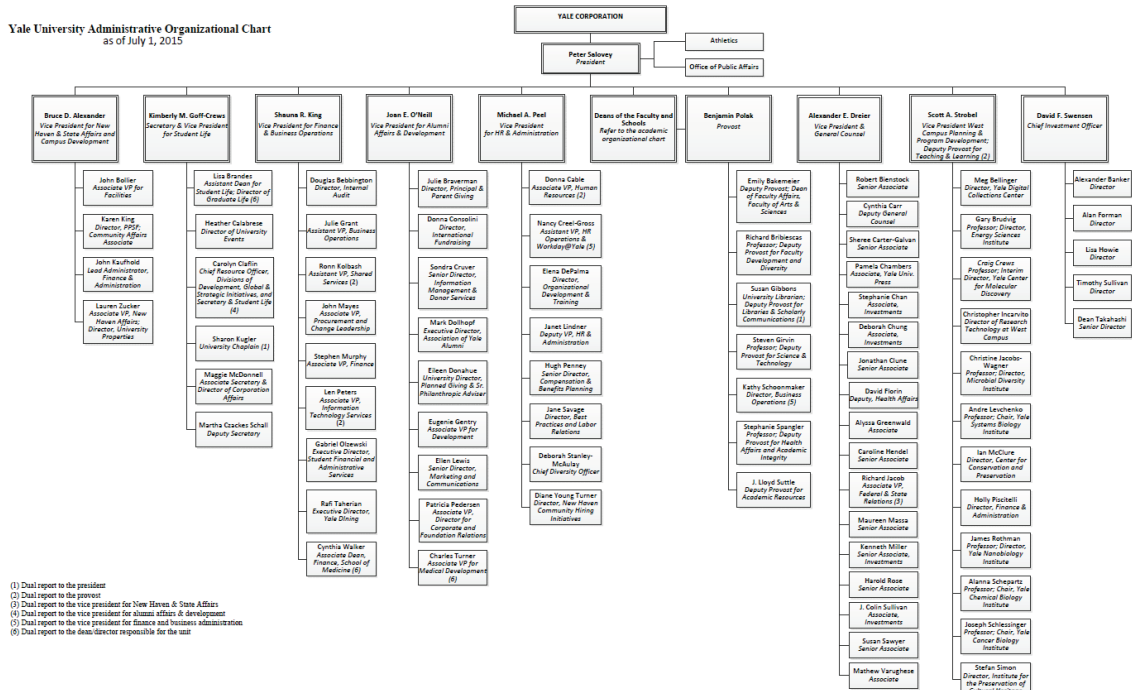 Yale University Administrative Organizational Chart
as of July 1, 2015
YALE CORPORATION
Peter Salovey
President
Athletics
Office of Public Affairs
Bruce D. Alexander
Vice President for New
Haven & State Affairs and
Campus Development
John Bollier
Associate VP for
Facilities
Karen King
Director, PPSF;
Community Affairs
Associate
John Kaufhold
Lead Administrator,
Finance &
Administration
Lauren Zucker
Associate VP, New
Haven Affairs;
Director, University
Properties
Kimberly M. Goff-Crews
Secretary & Vice President
for Student Life
Lisa Brandes
Assistant Dean for
Student Life; Director of
Graduate Life (6)
Heather Calabrese
Director of University
Events
Carolyn Claflin
Chief Resource Officer,
Divisions of
Development, Global &
Strategic Initiatives, and
Secretary & Student Life
(4)
Sharon Kugler
University Chaplain (1)
Maggie McDonnell
Associate Secretary &
Director of Corporation
Affairs
Martha Czackes Schall
Deputy Secretary
Shauna R. King
Vice President for Finance
& Business Operations
Douglas Bebbington
Director, Internal
Audit
Julie Grant
Assistant VP, Business
Operations
Ronn Kolbash
Assistant VP, Shared
Services (2)
John Mayes
Associate VP,
Procurement and
Change Leadership
Stephen Murphy
Associate VP, Finance
Len Peters
Associate VP,
Information
Technology Services
(2)
Gabriel Olzewski
Executive Director,
Student Financial and
Administrative
Services
Rafi Taherian
Executive Director,
Yale Dining
Cynthia Walker
Associate Dean,
Finance, School of
Medicine (6)
Joan E. O'Neill
Vice President for Alumni
Affairs & Development
Julie Braverman
Director, Principal &
Parent Giving
Donna Consolini
Director,
International
Fundraising
Sondra Cruver
Senior Director,
Information
Management &
Donor Services
Mark Dollhopf
Executive Director,
Association of Yale
Alumni
Eileen Donahue
University Director,
Planned Giving & Sr.
Philanthropic Adviser
Eugenie Gentry
Associate VP for
Development
Ellen Lewis
Senior Director,
Marketing and
Communications
Patricia Pedersen
Associate VP,
Director for
Corporate and
Foundation Relations
Charles Turner
Associate VP for
Medical Development
(6)
Michael A. Peel
Vice President
for HR & Administration
Donna Cable
Associate VP, Human
Resources (2)
Nancy Creel-Gross
Assistant VP, HR
Operations &
Workday@Yale (5)
Elena DePalma
Director,
Organizational
Development &
Training
Janet Lindner
Deputy VP, HR &
Administration
Hugh Penney
Senior Director,
Compensation &
Benefits Planning
Jane Savage
Director, Best
Practices and Labor
Relations
Deborah Stanley-
McAulay
Chief Diversity Officer
Diane Young Turner
Director, New Haven
Community Hiring
Initiatives
Deans of the Faculty and
Schools
Refer to the academic
organizational chart
Benjamin Polak
Provost
Emily Bakemeier
Deputy Provost; Dean
of Faculty Affairs,
Faculty of Arts &
Sciences
Richard Bribiescas
Professor; Deputy
Provost for Faculty
Development and
Diversity
Susan Gibbons
University Librarian;
Deputy Provost for
Libraries & Scholarly
Communications (1)
Steven Girvin
Professor; Deputy
Provost for Science &
Technology
Kathy Schoonmaker
Director, Business
Operations (5)
Stephanie Spangler
Professor; Deputy
Provost for Health
Affairs and Academic
Integrity
J. Lloyd Suttle
Deputy Provost for
Academic Resources
Alexander E. Dreier
Vice President &
General Counsel
Robert Bienstock
Senior Associate
Cynthia Carr
Deputy General
Counsel
Sheree Carter-Galvan
Senior Associate
Pamela Chambers
Associate, Yale Univ.
Press
Stephanie Chan
Associate,
Investments
Deborah Chung
Associate,
Investments
Jonathan Clune
Senior Associate
David Florin
Deputy, Health Affairs
Alyssa Greenwald
Associate
Caroline Hendel
Senior Associate
Richard Jacob
Associate VP,
Federal & State
Relations (3)
Maureen Massa
Senior Associate
Kenneth Miller
Senior Associate,
Investments
Harold Rose
Senior Associate
J. Colin Sullivan
Associate,
Investments
Susan Sawyer
Senior Associate
Mathew Varughese
Associate
Scott A. Strobel
Vice President West
Campus Planning &
Program Development;
Deputy Provost for
Teaching & Learning (2)
Meg Bellinger
Director, Yale Digital
Collections Center
Gary Brudvig
Professor; Director,
Energy Sciences
Institute
Craig Crews
Professor; Interim
Director, Yale Center
for Molecular
Discovery
Christopher Incarvito
Director of Research
Technology at West
Campus
Christine Jacobs-
Wagner
Professor; Director,
Microbial Diversity
Institute
Andre Levchenko
Professor; Chair, Yale
Systems Biology
Institute
Ian McClure
Director, Center for
Conservation and
Preservation
Holly Piscitelli
Director, Finance &
Administration
James Rothman
Professor; Director,
Yale Nanobiology
Institute
Alanna Schepartz
Professor; Chair, Yale
Chemical Biology
Institute
Joseph Schlessinger
Professor; Chair, Yale
Cancer Biology
Institute
Stefan Simon
Director, Institute for
the Preservation of
David F. Swensen
Chief Investment Officer
Alexander Banker
Director
Alan Forman
Director
Lisa Howie
Director
Timothy Sullivan
Director
Dean Takahashi
Senior Director
(1) Dual report to the president
(2) Dual report to the provost
(3) Dual report to the vice president for New Haven & State Affairs
(4) Dual report to the vice president for alumni affairs & development
(5) Dual report to the vice president for finance and business administration
(6) Dual report to the dean/director responsible for the unit